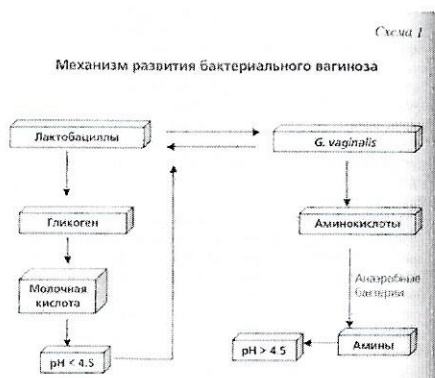 Схема 1
Механизм развития бактериального вагиноза
Лактобациллы
G. vaginalis
Гликоген
Аминокислоты
Молочная
кислота
Анаэробные
бактерии
pH < 4.5
pH > 4.5
Амины